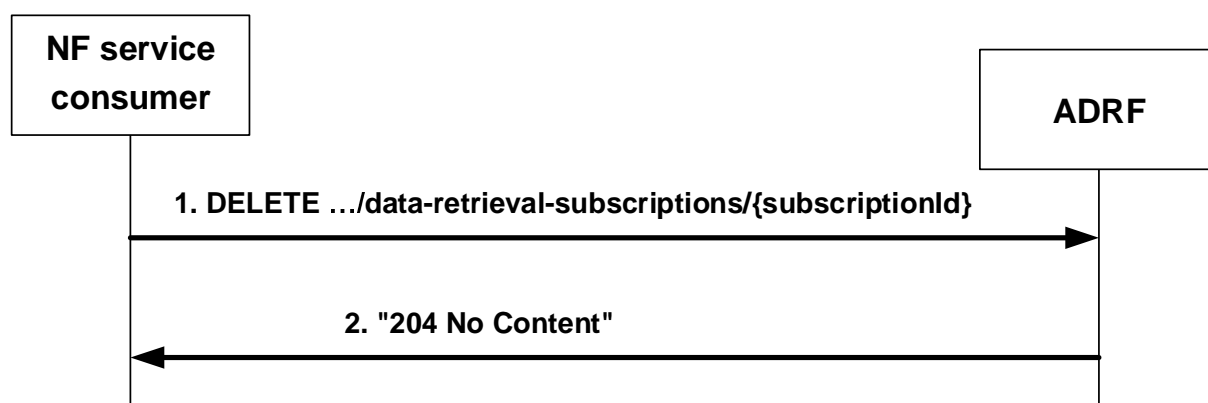 NF service
consumer
ADRF
1. DELETE …/data-retrieval-subscriptions/{subscriptionId}
2. "204 No Content"